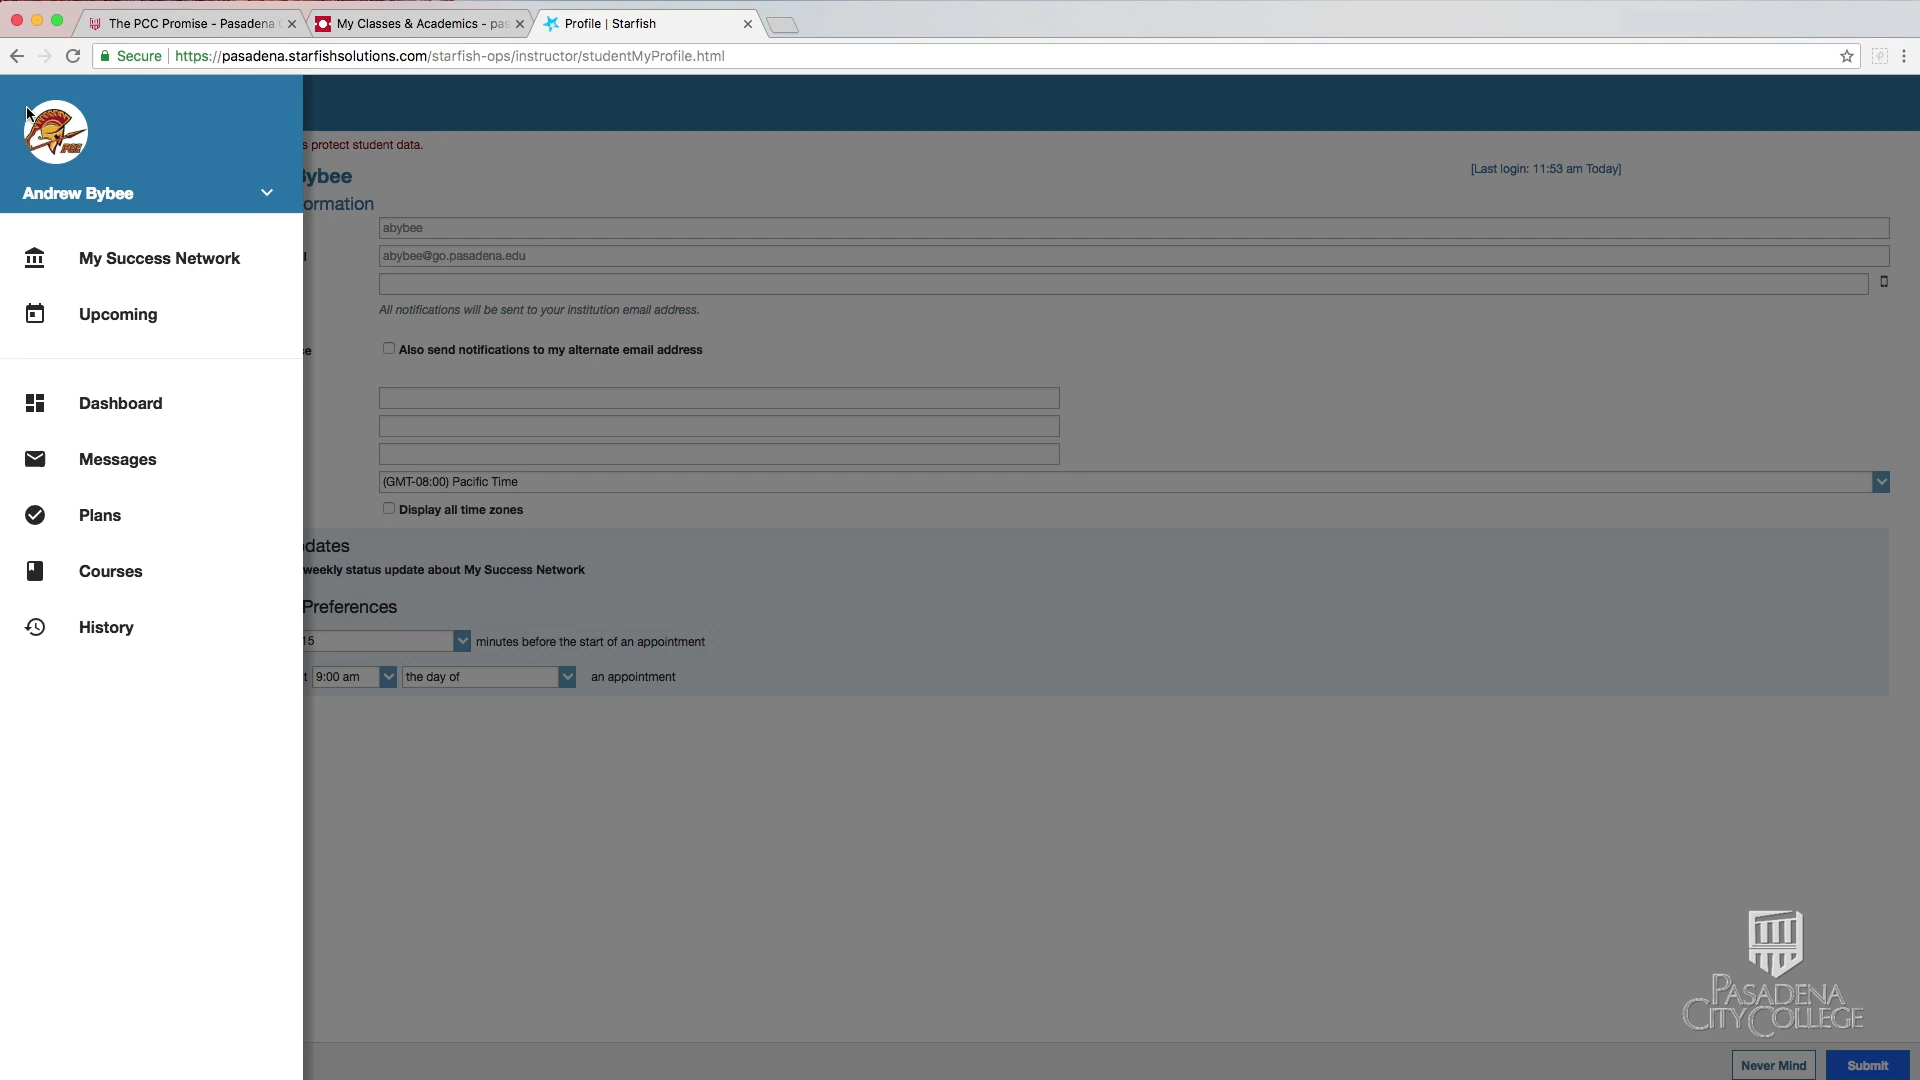 The PCC Promise - Pasadena
My Classes & Academics - pas
Profile | Starfish
Secure
https://pasadena.starfishsolutions.com/starfish-ops/instructor/studentMyProfile.html
PCC
Andrew Bybee
My Success Network
Upcoming
Dashboard
Messages
Plans
Courses
History
s protect student data.
Bybee
[Last login: 11:53 am Today]
ormation
abybee
l
abybee@go.pasadena.edu
All notifications will be sent to your institution email address.
ce
Also send notifications to my alternate email address
(GMT-08:00) Pacific Time
Display all time zones
dates
weekly status update about My Success Network
Preferences
15
minutes before the start of an appointment
t
9:00 am
the day of
an appointment
PASADENA
CITY COLLEGE
Never Mind
Submit